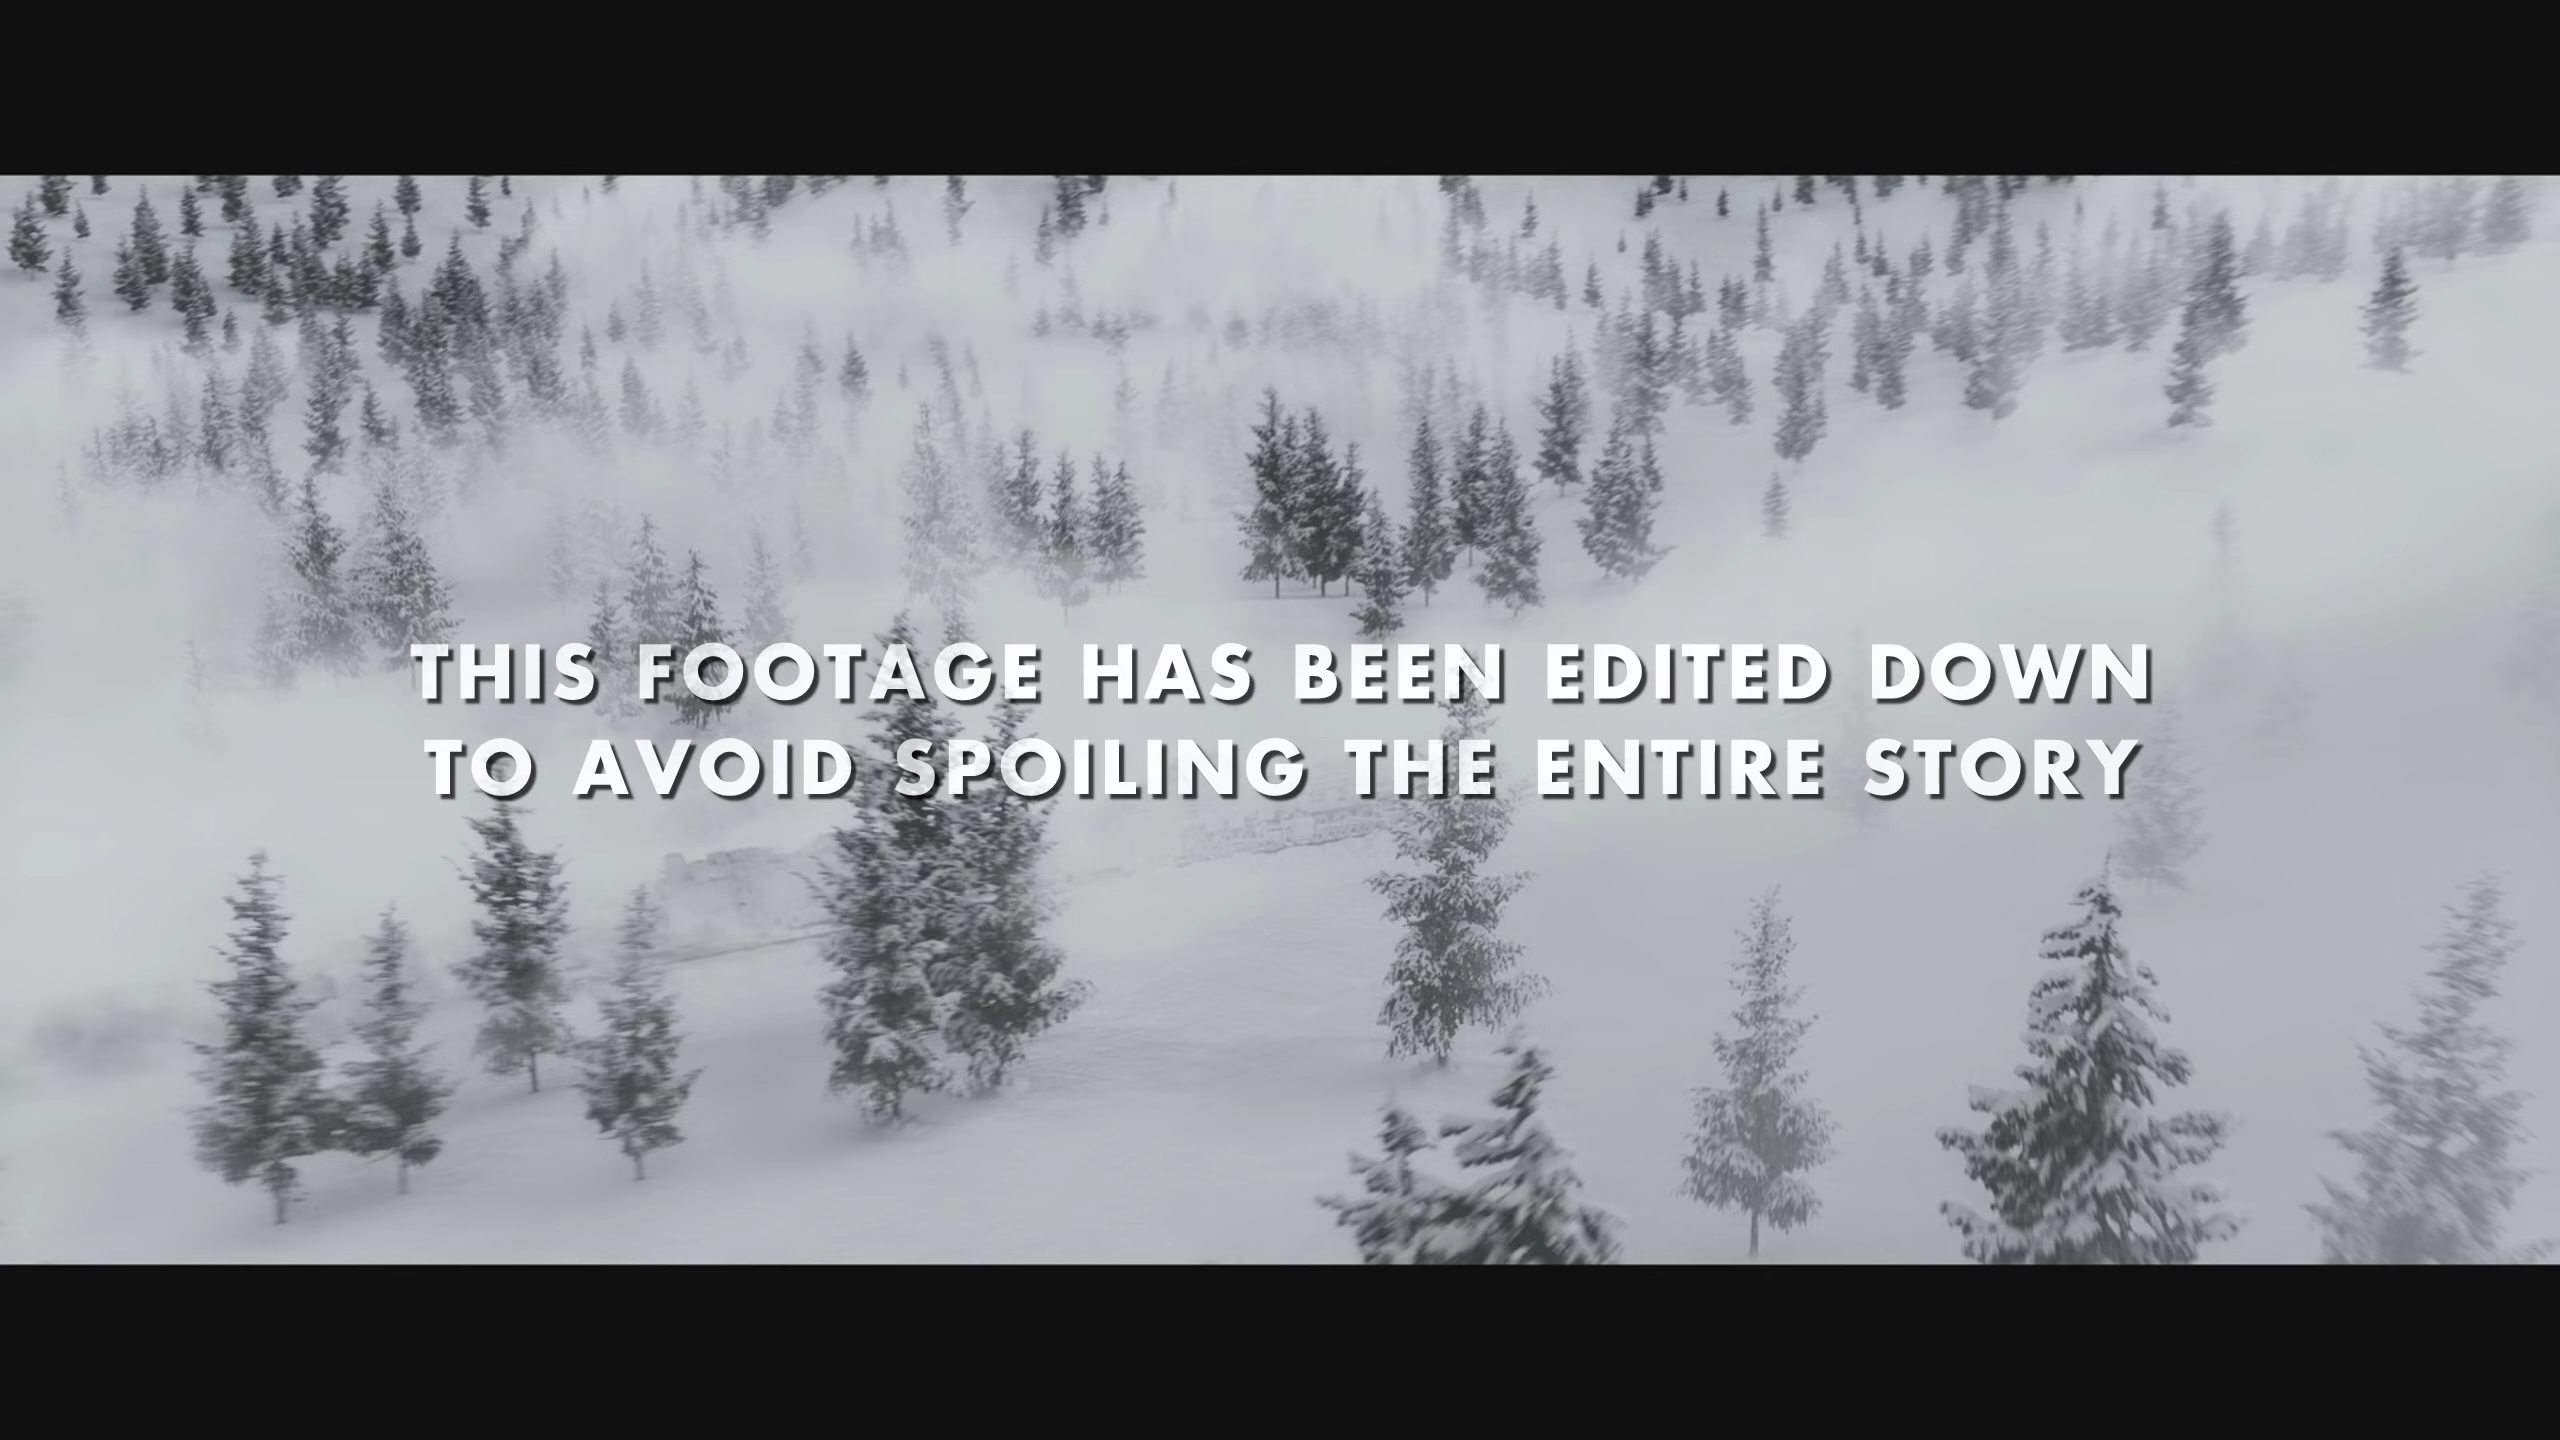 THIS FOOTAGE HAS BEEN EDITED DOWN
TO AVOID SPOILING THE ENTIRE STORY